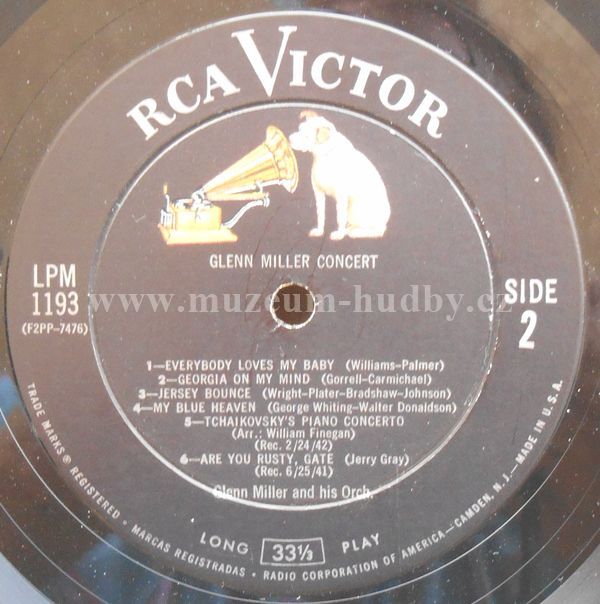 RCA VICTOR
GLENN MILLER CONCERT
LPM
1193
(F2PP-7476)
SIDE
2
www.muzeum-hudby.cz
1—EVERYBODY LOVES MY BABY (Williams-Palmer)
2—GEORGIA ON MY MIND (Gorrell-Carmichael)
3—JERSEY BOUNCE (Wright-Plater-Bradshaw-Johnson)
4—MY BLUE HEAVEN (George Whiting-Walter Donaldson)
5—TCHAIKOVSKY'S PIANO CONCERTO
(Arr.: William Finegan)
(Rec. 2/24/42)
6—ARE YOU RUSTY, GATE (Jerry Gray)
(Rec. 6/25/41)
Glenn Miller and his Orch.
LONG 33⅓ PLAY
TRADE MARKS ® REGISTERED • MARCAS REGISTRADAS • RADIO CORPORATION OF AMERICA—CAMDEN, N.J.—MADE IN U.S.A.